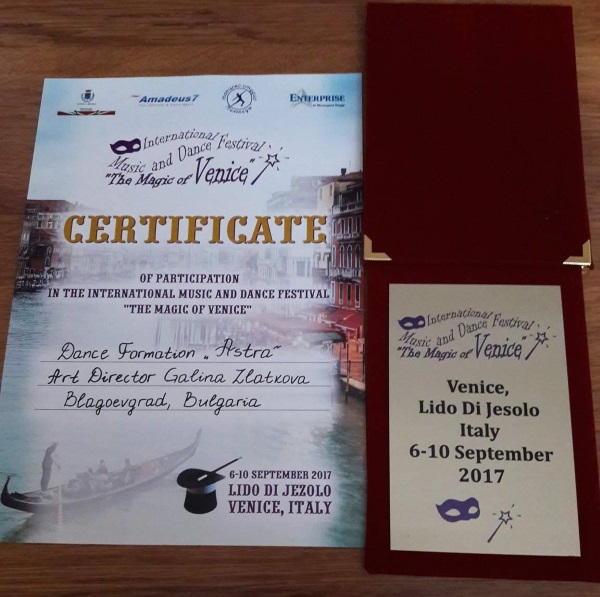 Amadeus7
ENTERPRISE
International
Music and Dance Festival
"The Magic of Venice"
CERTIFICATE
OF PARTICIPATION
IN THE INTERNATIONAL MUSIC AND DANCE FESTIVAL
"THE MAGIC OF VENICE"
Dance Formation „Astra"
Art Director Galina Zlatkova
Blagoevgrad, Bulgaria
6-10 SEPTEMBER 2017
LIDO DI JEZOLO
VENICE, ITALY
International
Music and Dance Festival
"The Magic of Venice"
Venice,
Lido Di Jesolo
Italy
6-10 September
2017